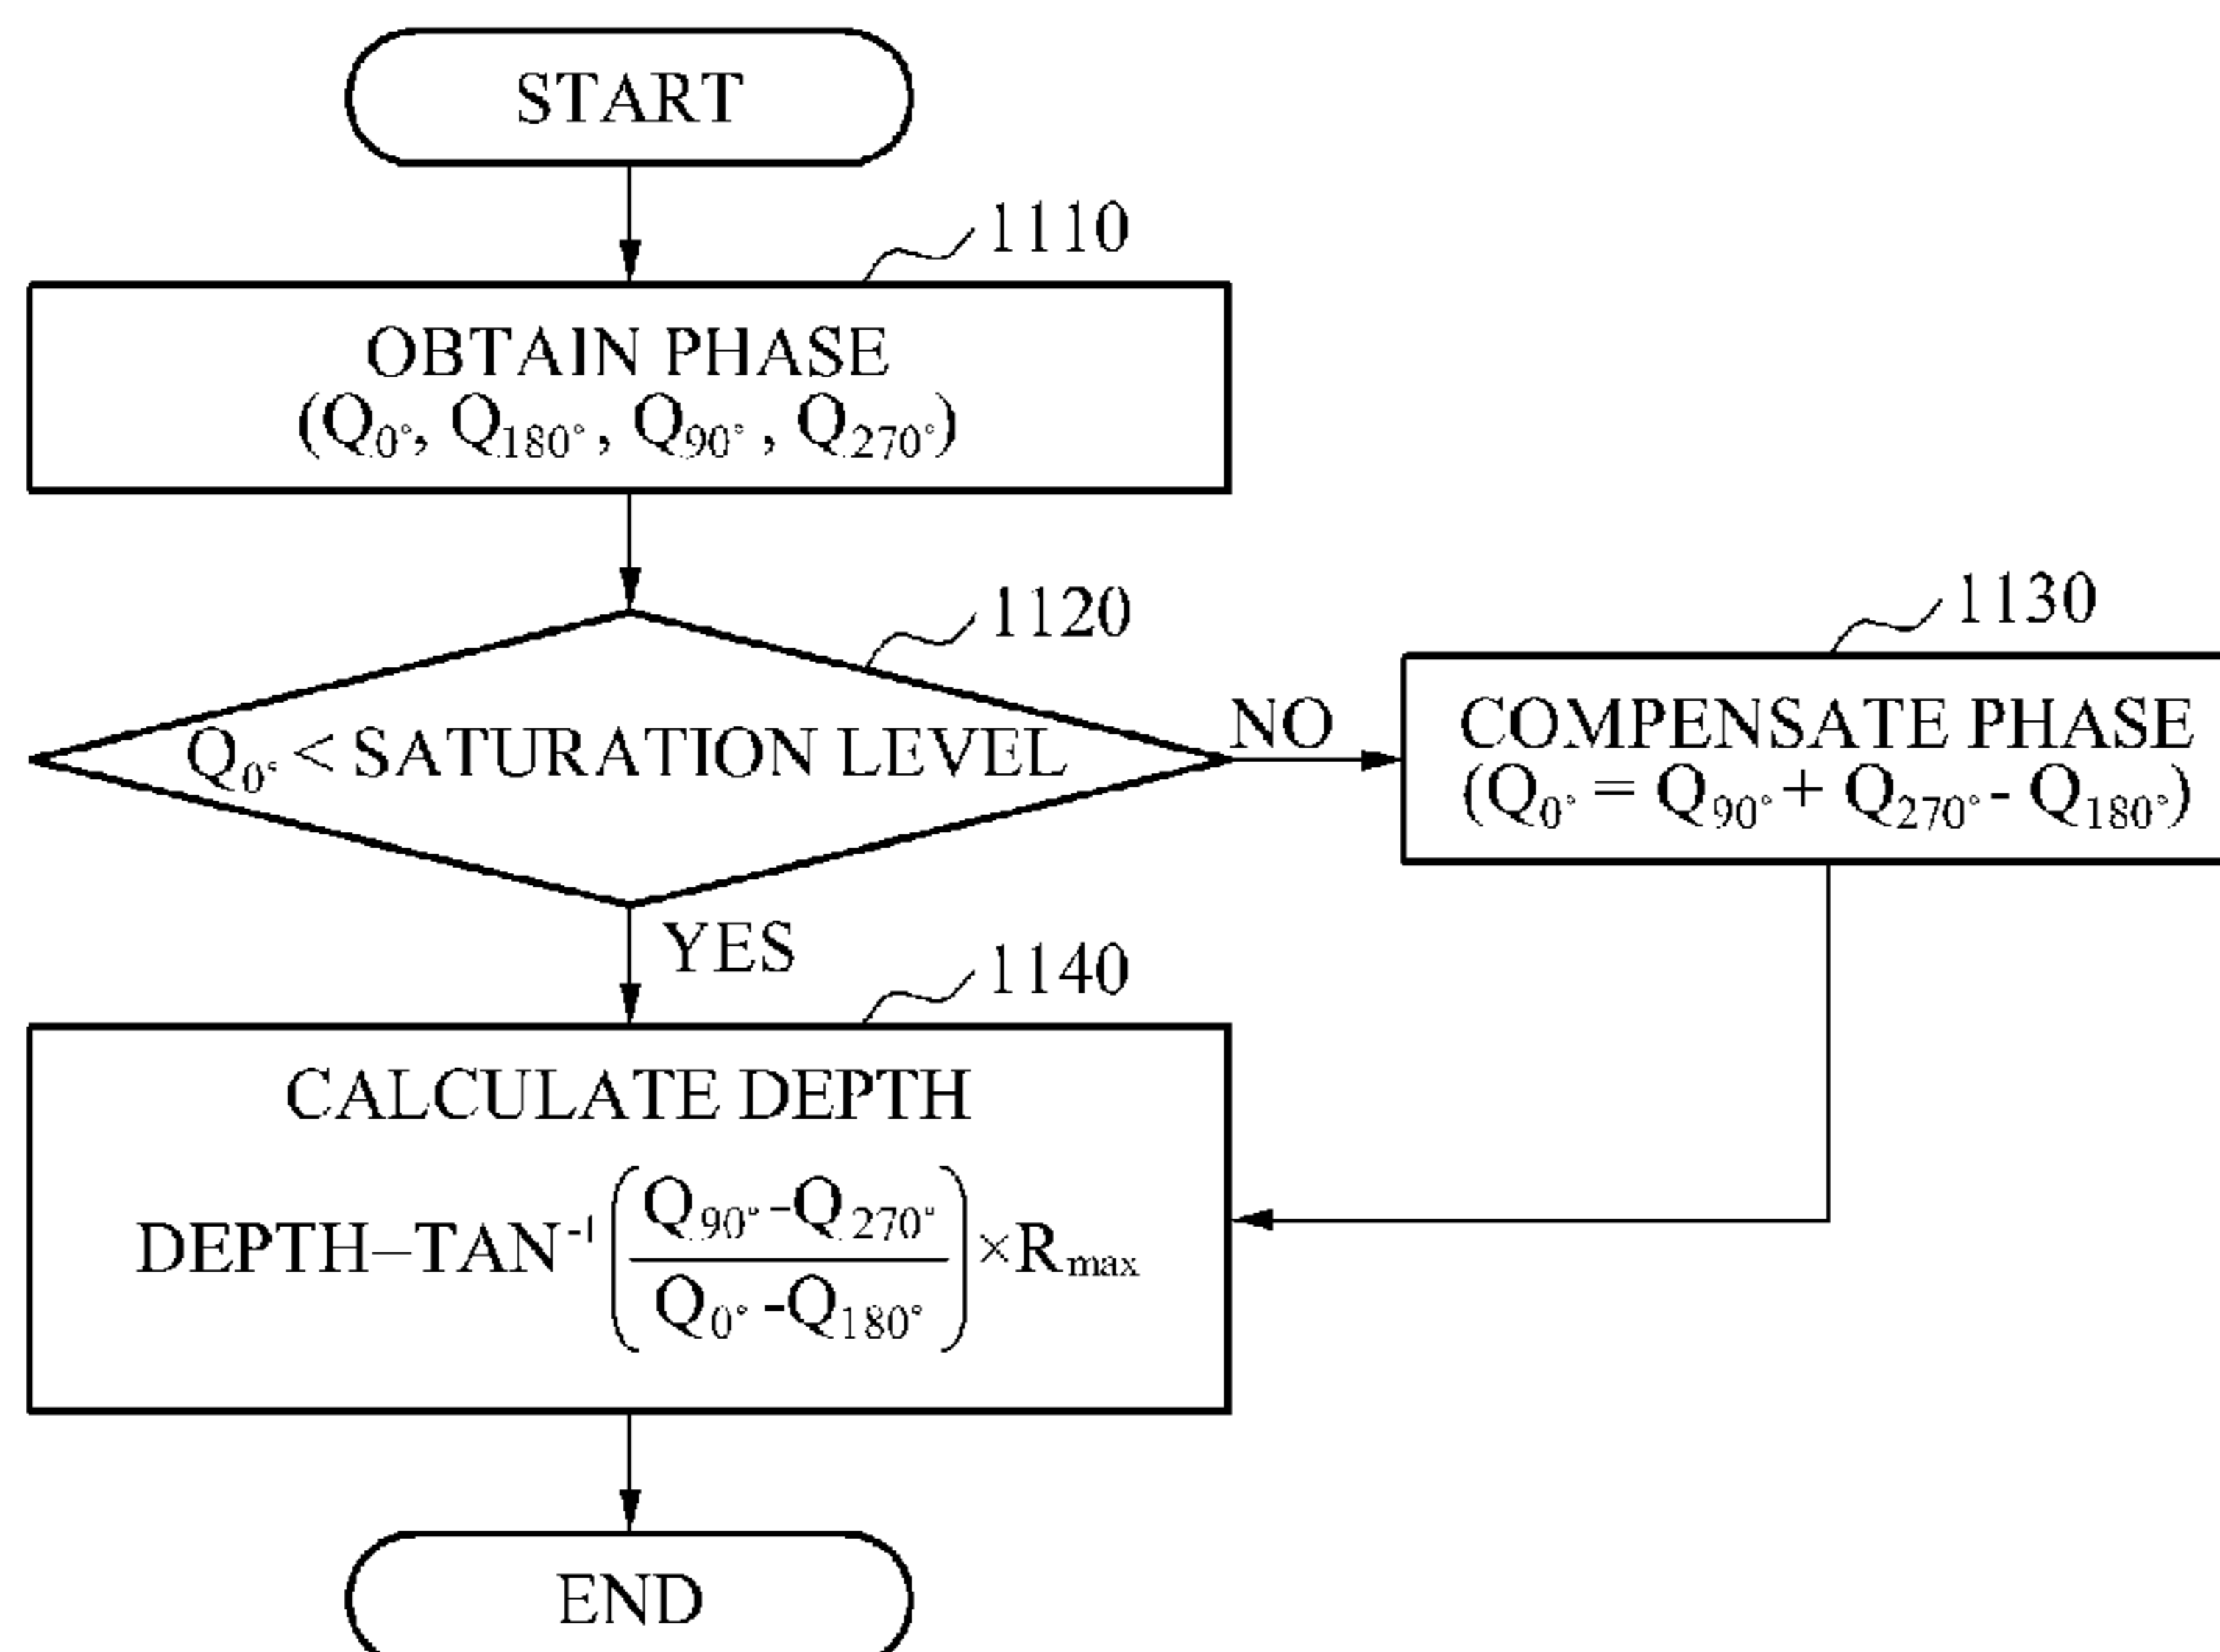 START
1110
OBTAIN PHASE
(Q0°, Q180°, Q90°, Q270°)
1120
Q0° < SATURATION LEVEL
NO
1130
COMPENSATE PHASE
(Q0° = Q90° + Q270° - Q180°)
YES
1140
CALCULATE DEPTH
DEPTH–TAN⁻¹(Q90° -Q270° / Q0° -Q180°)×Rmax
END